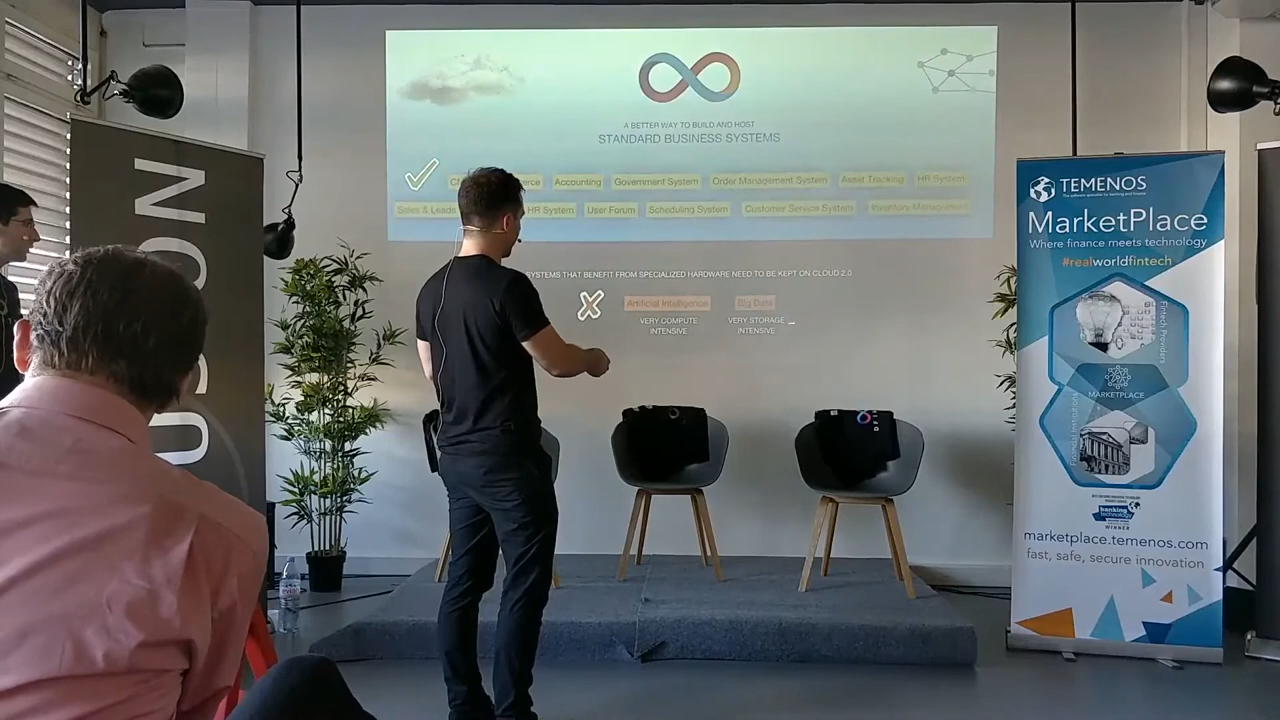 A BETTER WAY TO BUILD AND HOST
STANDARD BUSINESS SYSTEMS
Accounting Government System Order Management System Asset Tracking HR System
Sales & Leads HR System User Forum Scheduling System Customer Service System Inventory Management
SYSTEMS THAT BENEFIT FROM SPECIALIZED HARDWARE NEED TO BE KEPT ON CLOUD 2.0
Artificial Intelligence Big Data
VERY COMPUTE INTENSIVE
VERY STORAGE INTENSIVE
TEMENOS
MarketPlace
Where finance meets technology
#realworldfintech
Fintech Providers
MARKETPLACE
Financial Institutions
banking technology
WINNER
marketplace.temenos.com
fast, safe, secure innovation